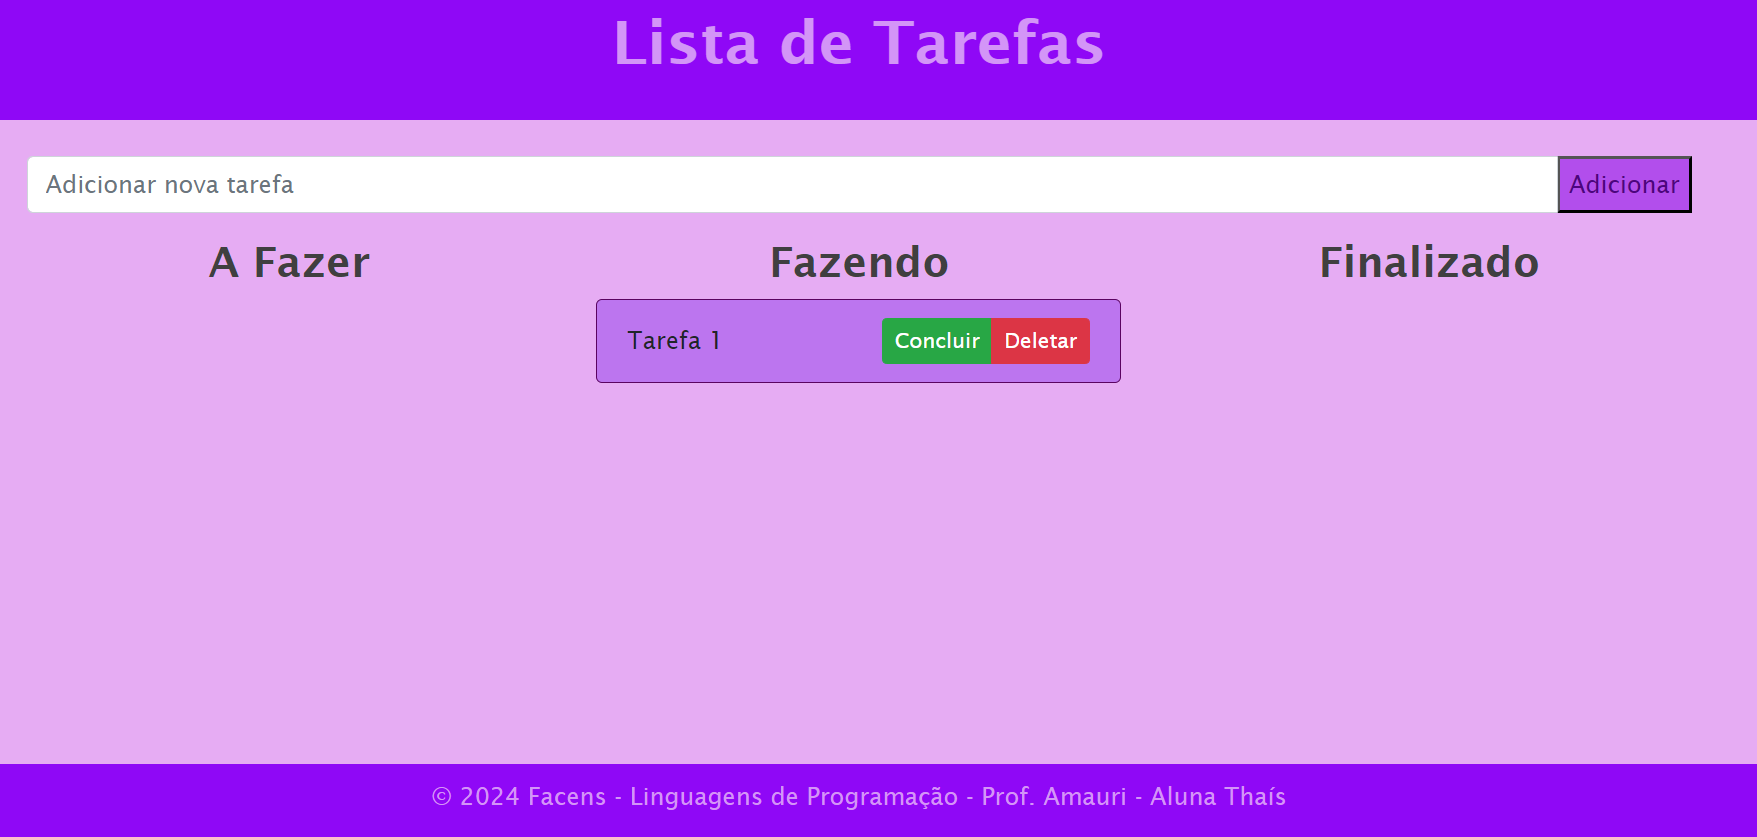 Lista de Tarefas
Adicionar nova tarefa
Adicionar
A Fazer
Fazendo
Finalizado
Tarefa 1
Concluir
Deletar
© 2024 Facens - Linguagens de Programação - Prof. Amauri - Aluna Thaís